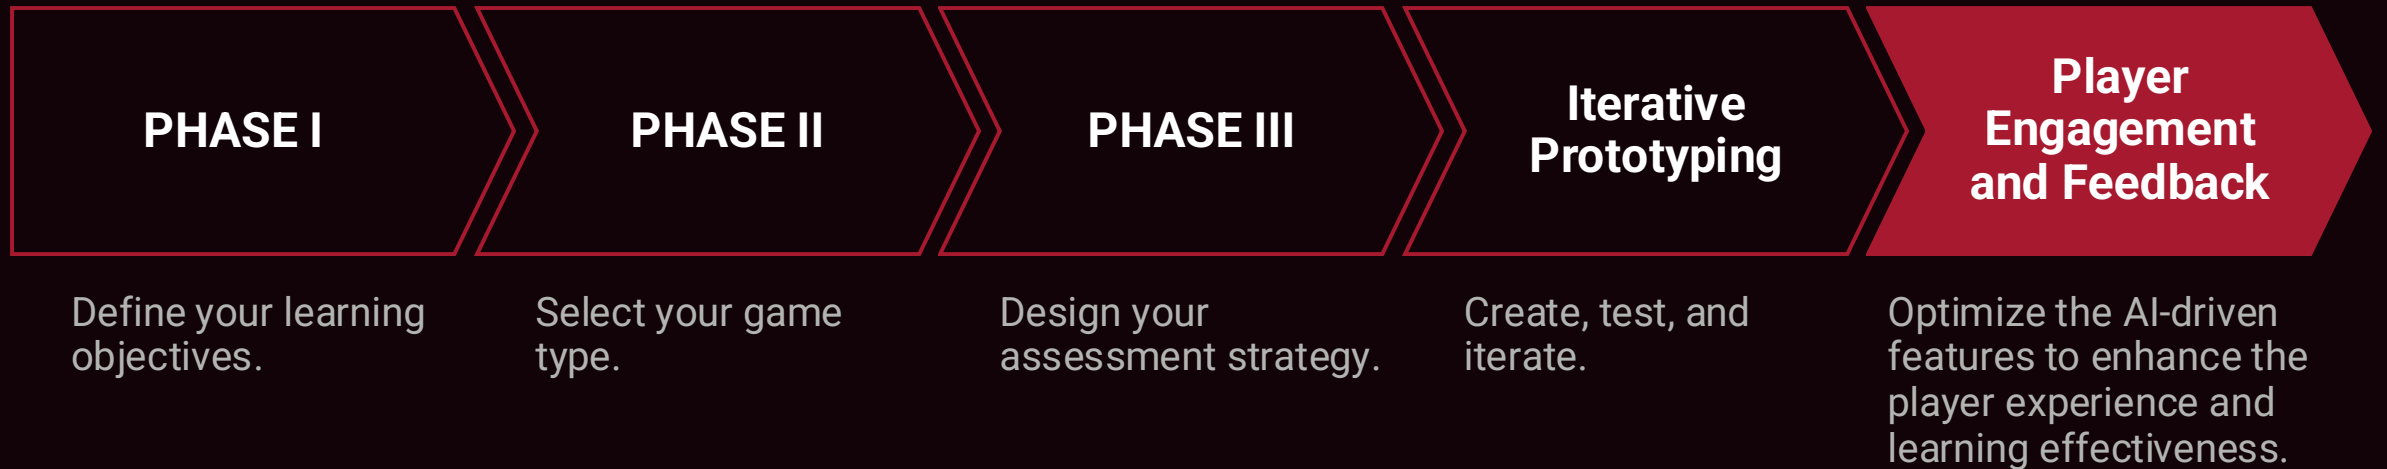 PHASE I
PHASE II
PHASE III
Iterative
Prototyping
Player
Engagement
and Feedback
Define your learning
objectives.
Select your game
type.
Design your
assessment strategy.
Create, test, and
iterate.
Optimize the AI-driven
features to enhance the
player experience and
learning effectiveness.